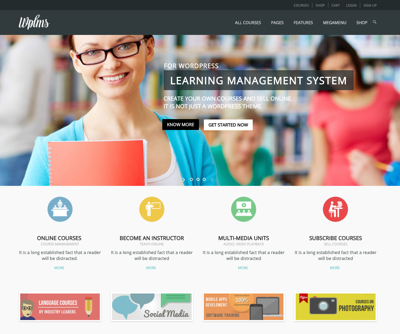 COURSES SHOP CART LOGIN SIGN UP
Wplms
ALL COURSES PAGES FEATURES MEGAMENU SHOP
FOR WORDPRESS
LEARNING MANAGEMENT SYSTEM
CREATE YOUR OWN COURSES AND SELL ONLINE
IT IS NOT JUST A WORDPRESS THEME
KNOW MORE GET STARTED NOW
ONLINE COURSES
COURSE MANAGEMENT
It is a long established fact that a reader
will be distracted
MORE
BECOME AN INSTRUCTOR
TEACH ONLINE
It is a long established fact that a reader
will be distracted
MORE
MULTI-MEDIA UNITS
It is a long established fact that a reader
will be distracted
MORE
SUBSCRIBE COURSES
SELL COURSES
It is a long established fact that a reader
will be distracted
MORE
LANGUAGE COURSES
BY INDUSTRY LEADERS
Social Media
MOBILE APPS
DEVELOPMENT
SOFTWARE TRAINING
COURSES ON
PHOTOGRAPHY